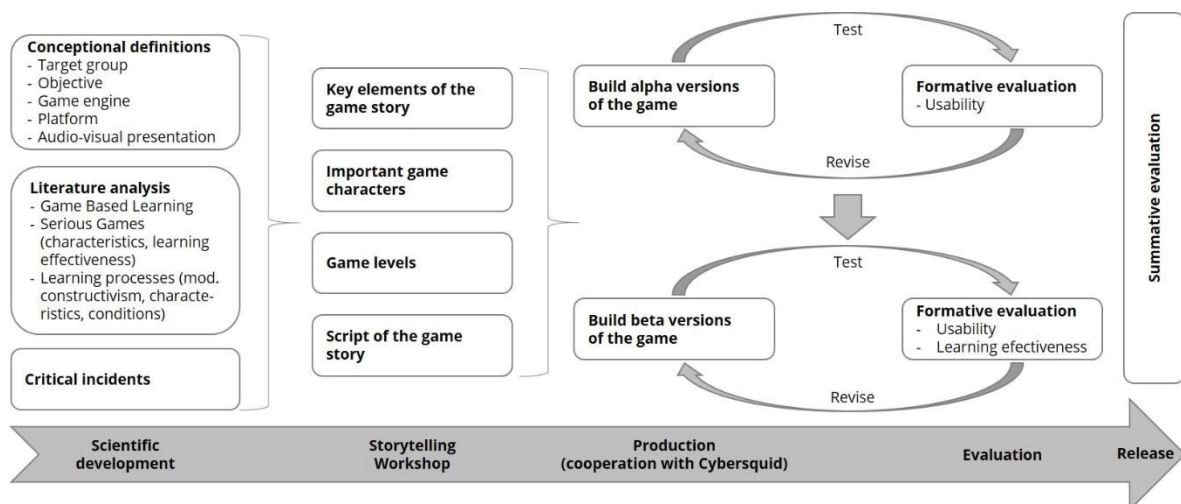 Conceptional definitions
- Target group
- Objective
- Game engine
- Platform
- Audio-visual presentation
Literature analysis
- Game Based Learning
- Serious Games
(characteristics, learning
effectiveness)
- Learning processes (mod.
constructivism, characte-
ristics, conditions)
Critical incidents
Key elements of the
game story
Important game
characters
Game levels
Script of the game
story
Test
Build alpha versions
of the game
Formative evaluation
- Usability
Revise
Test
Build beta versions
of the game
Formative evaluation
- Usability
- Learning efectiveness
Revise
Summative evaluation
Scientific
development
Storytelling
Workshop
Production
(cooperation with Cybersquid)
Evaluation
Release